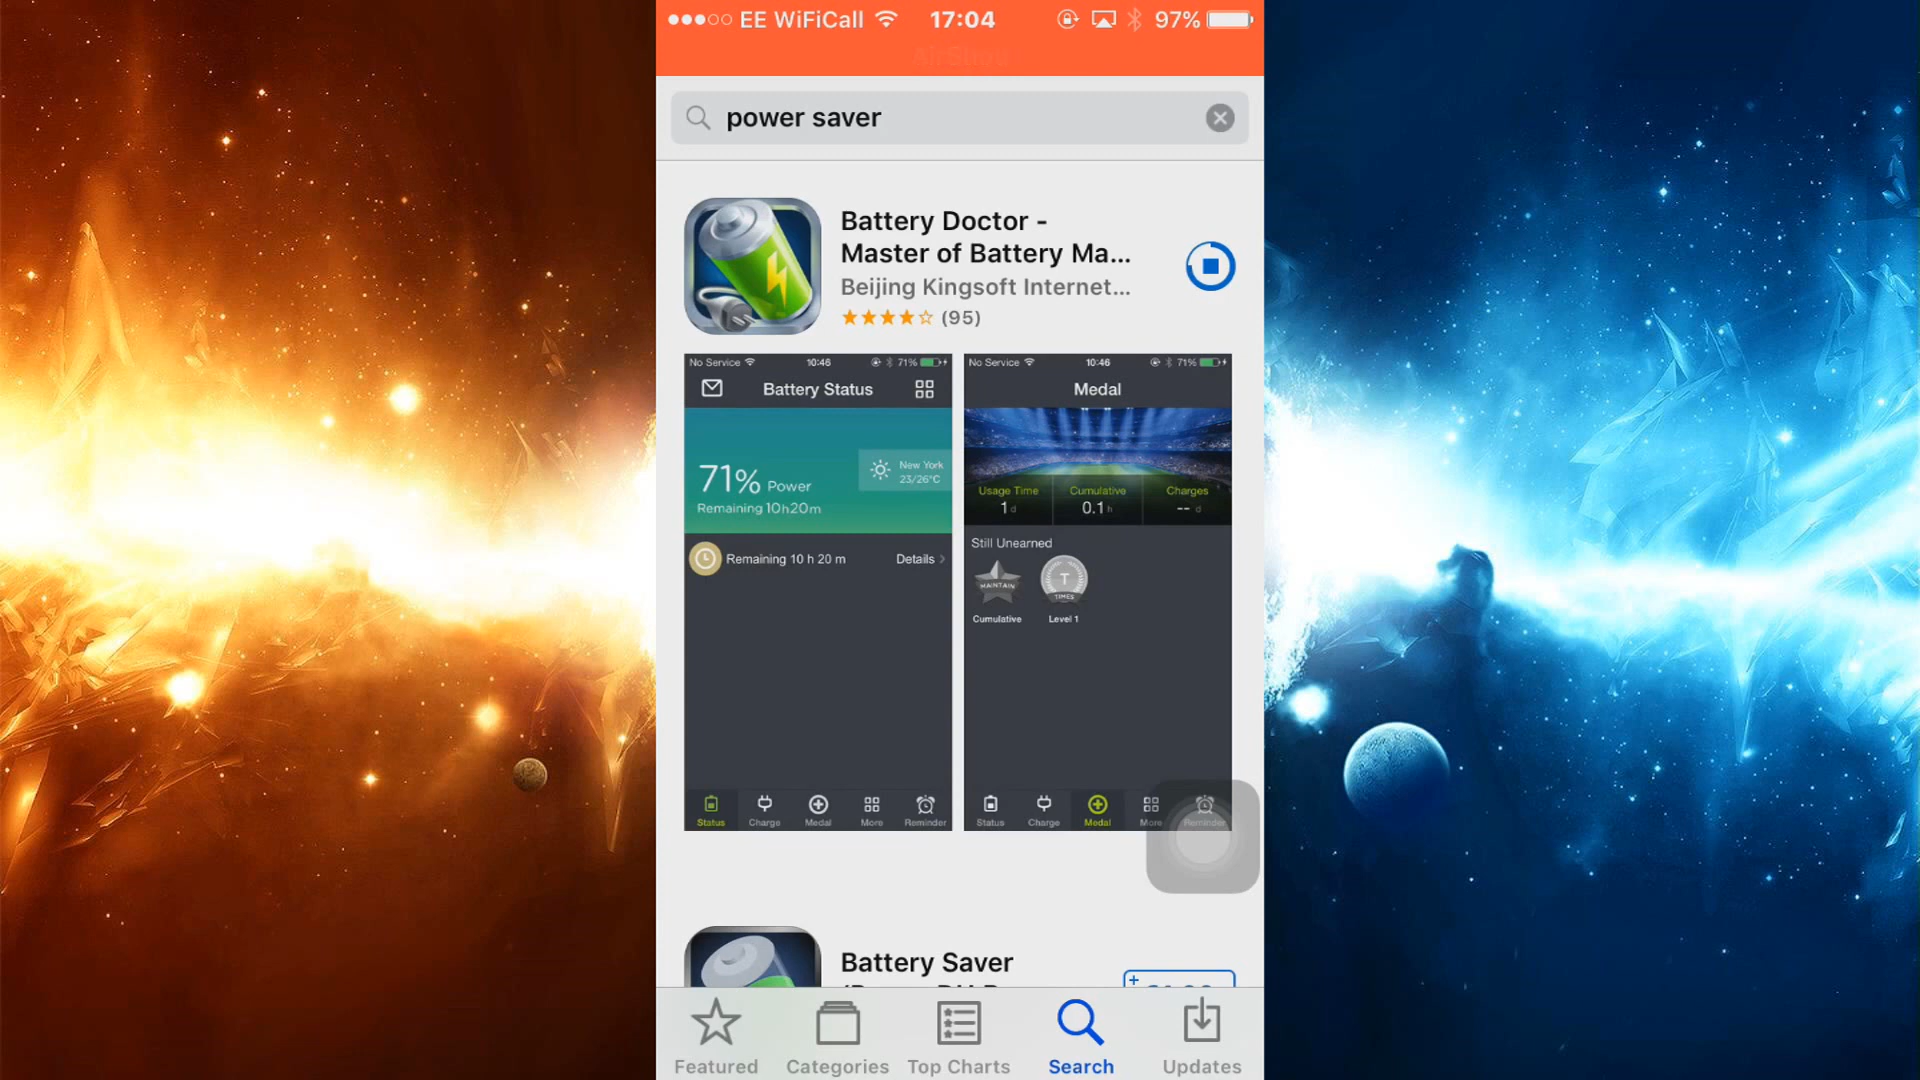 EE WiFiCall 17:04 97%
power saver
Battery Doctor -
Master of Battery Ma...
Beijing Kingsoft Internet...
(95)
No Service 10:46 71%
Battery Status
71% Power
Remaining 10h20m
New York
23/26°C
Remaining 10 h 20 m Details
Status Charge Medal More Reminder
No Service 10:46 71%
Medal
Usage Time Cumulative Charges
1 d 0.1 h -- d
Still Unearned
MAINTAIN
T
TIMES
Cumulative Level 1
Status Charge Medal More Reminder
Battery Saver
Featured Categories Top Charts Search Updates